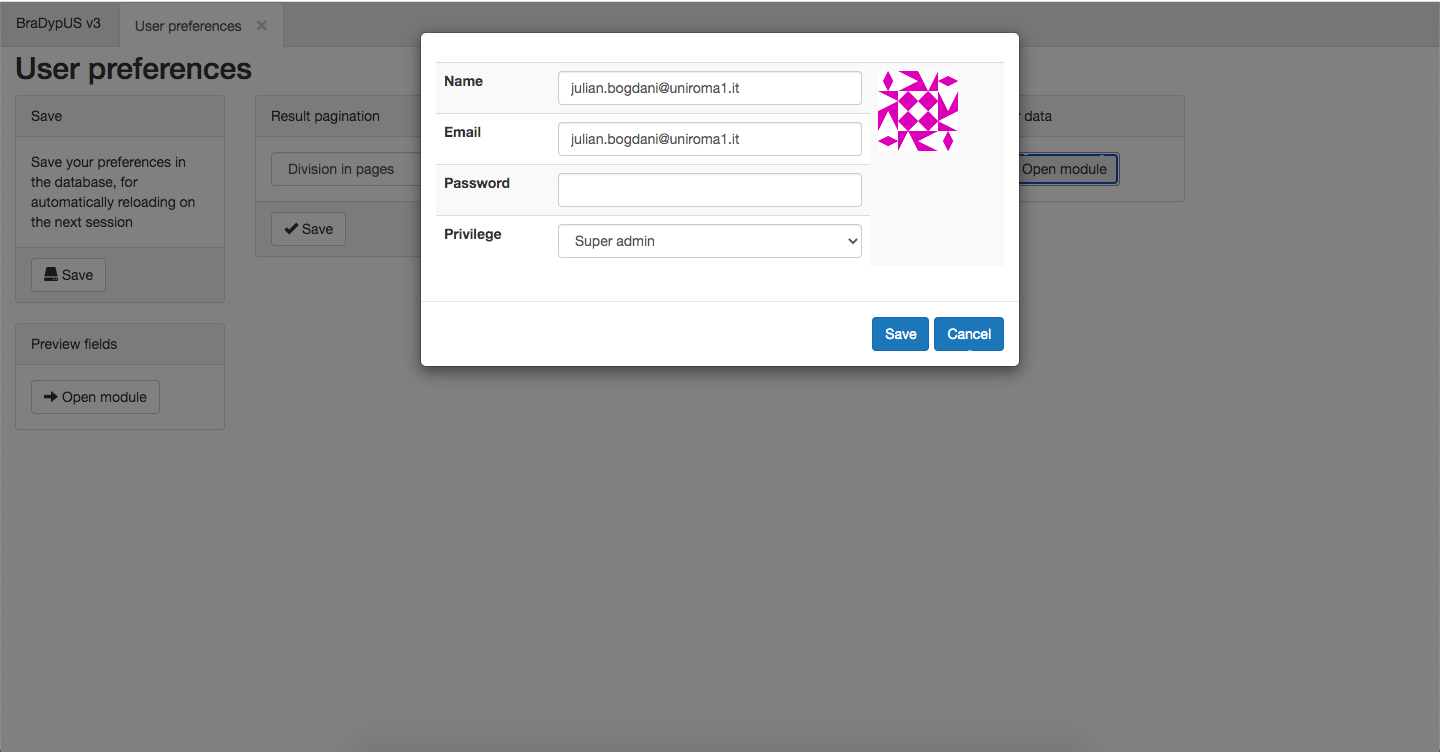 BraDypUS v3
User preferences
User preferences
Save
Save your preferences in
the database, for
automatically reloading on
the next session
Save
Preview fields
Open module
Result pagination
Division in pages
Save
data
Open module
Name
julian.bogdani@uniroma1.it
Email
julian.bogdani@uniroma1.it
Password
Privilege
Super admin
Save
Cancel